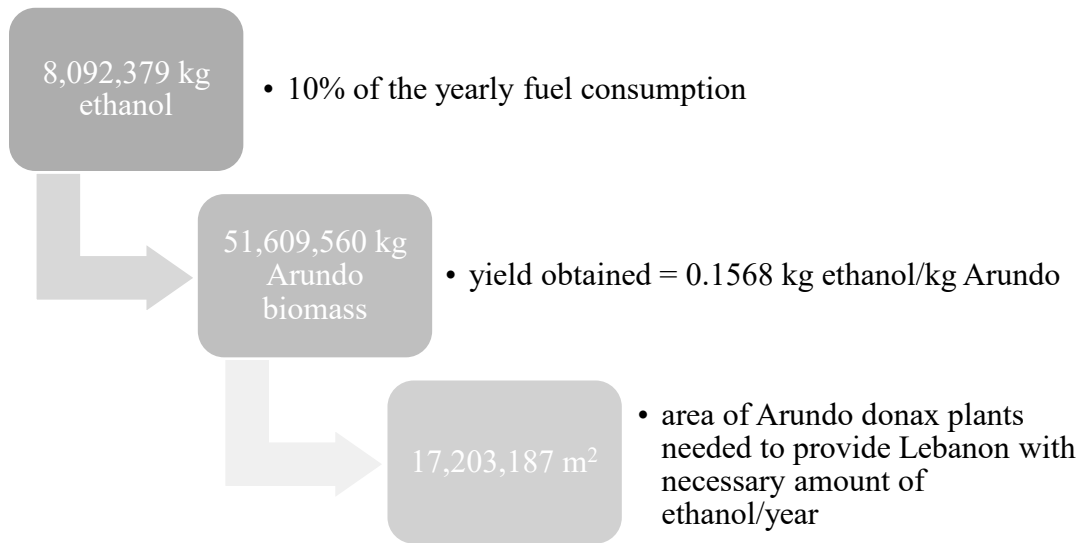 8,092,379 kg
ethanol
• 10% of the yearly fuel consumption
51,609,560 kg
Arundo
biomass
• yield obtained = 0.1568 kg ethanol/kg Arundo
17,203,187 m²
• area of Arundo donax plants
needed to provide Lebanon with
necessary amount of
ethanol/year